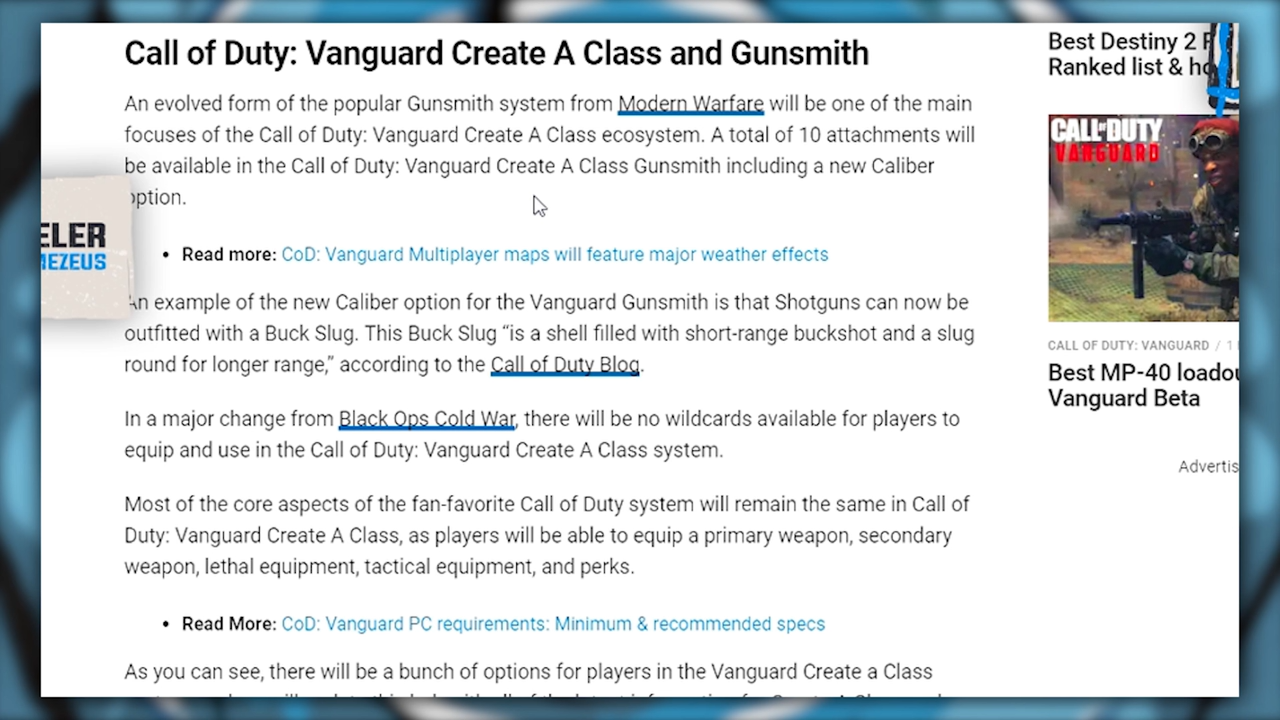 Call of Duty: Vanguard Create A Class and Gunsmith
An evolved form of the popular Gunsmith system from Modern Warfare will be one of the main
focuses of the Call of Duty: Vanguard Create A Class ecosystem. A total of 10 attachments will
be available in the Call of Duty: Vanguard Create A Class Gunsmith including a new Caliber
option.
• Read more: CoD: Vanguard Multiplayer maps will feature major weather effects
An example of the new Caliber option for the Vanguard Gunsmith is that Shotguns can now be
outfitted with a Buck Slug. This Buck Slug “is a shell filled with short-range buckshot and a slug
round for longer range,” according to the Call of Duty Blog.
In a major change from Black Ops Cold War, there will be no wildcards available for players to
equip and use in the Call of Duty: Vanguard Create A Class system.
Most of the core aspects of the fan-favorite Call of Duty system will remain the same in Call of
Duty: Vanguard Create A Class, as players will be able to equip a primary weapon, secondary
weapon, lethal equipment, tactical equipment, and perks.
• Read More: CoD: Vanguard PC requirements: Minimum & recommended specs
As you can see, there will be a bunch of options for players in the Vanguard Create a Class
ELER
MEZEUS
Best Destiny 2
Ranked list &
CALL OF DUTY
VANGUARD
CALL OF DUTY: VANGUARD / 1
Best MP-40 loadou
Vanguard Beta
Advertis